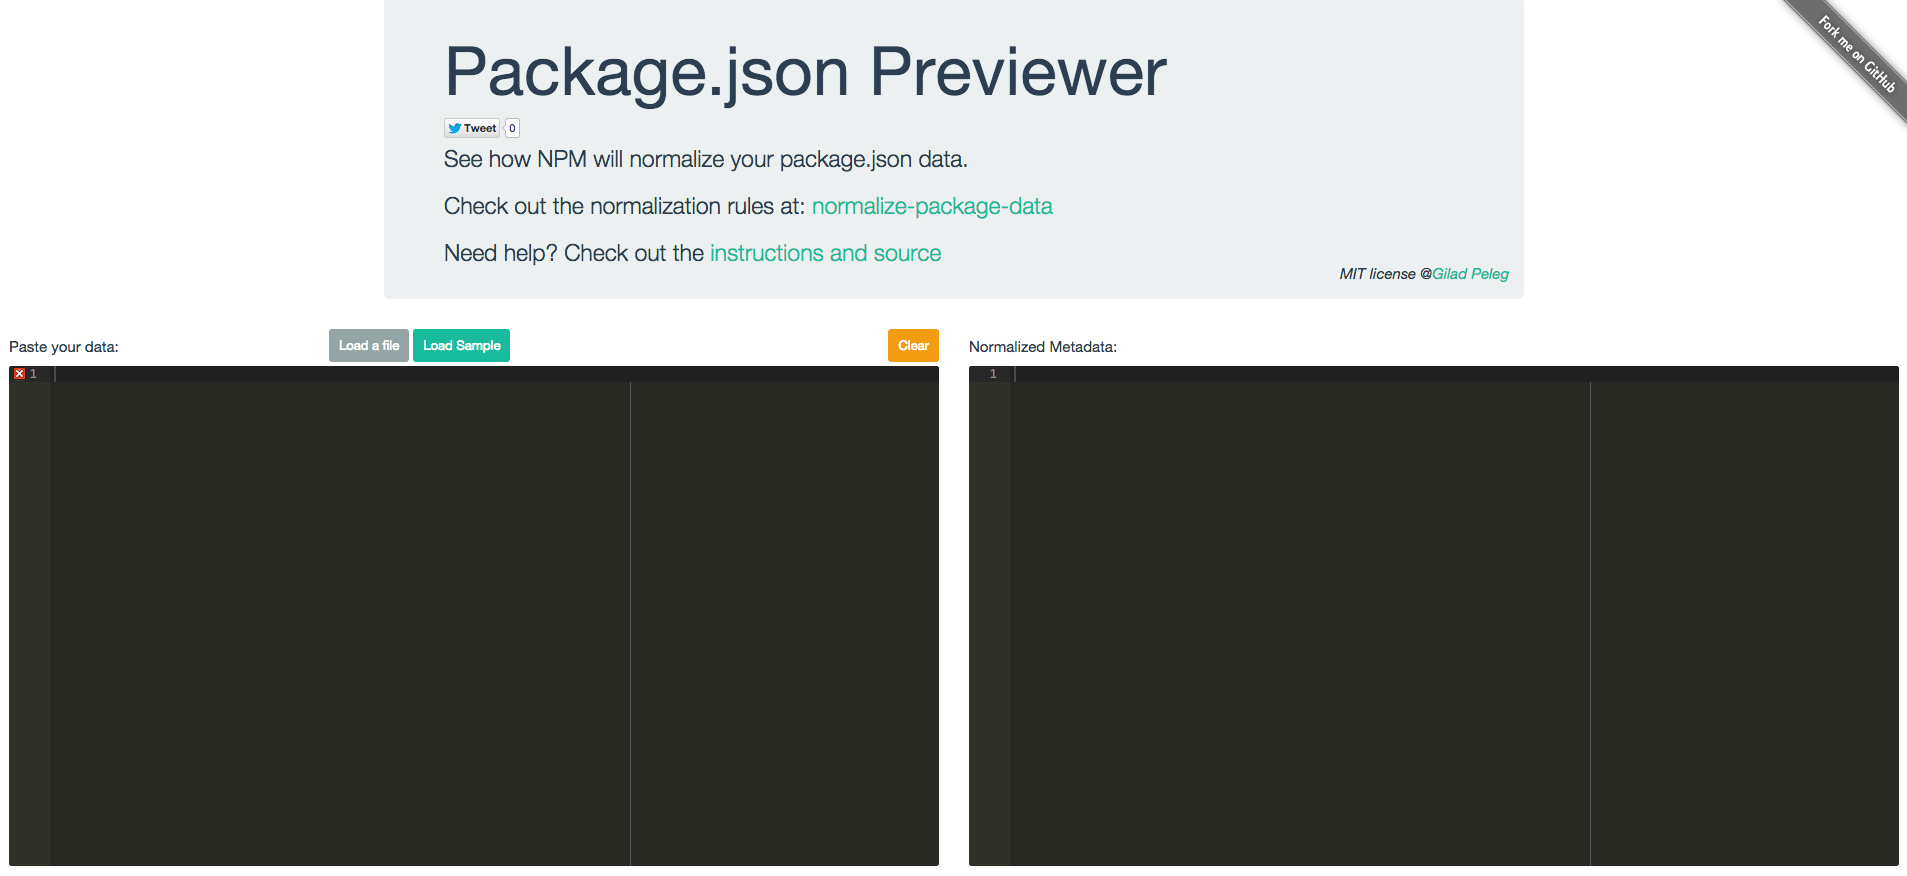 Package.json Previewer
Fork me on GitHub
Tweet 0
See how NPM will normalize your package.json data.
Check out the normalization rules at: normalize-package-data
Need help? Check out the instructions and source
MIT license @Gilad Peleg
Paste your data: Load a file Load Sample Clear
Normalized Metadata:
1
1